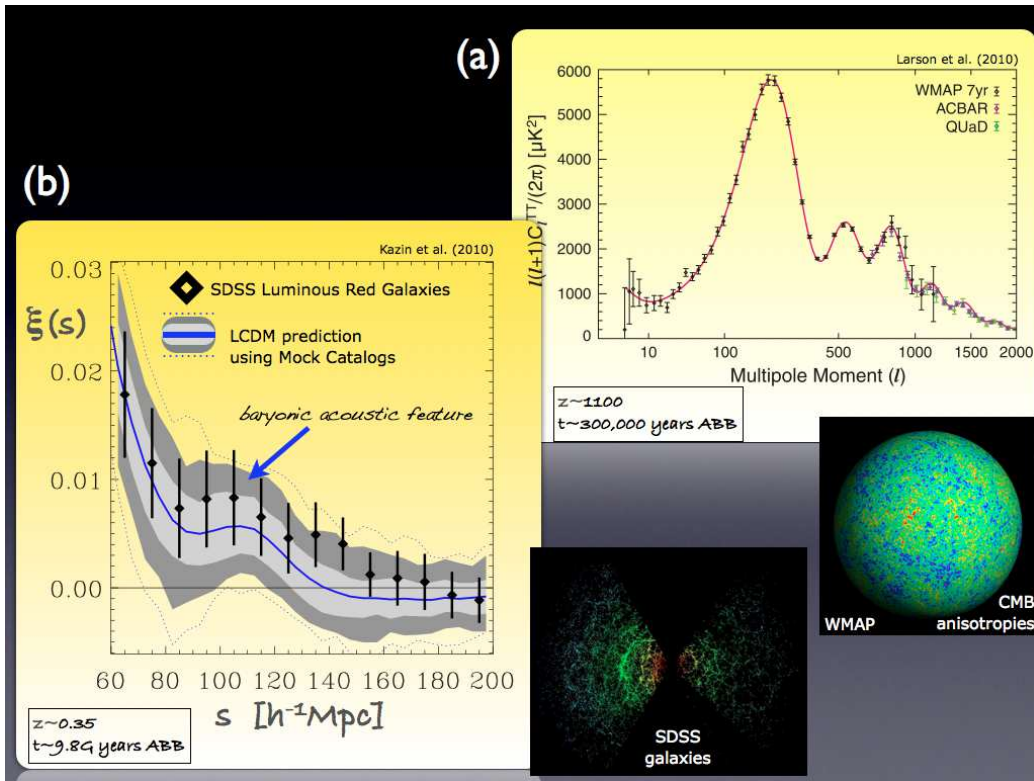 (a)
Larson et al. (2010)
6000
5000
4000
3000
2000
1000
0
l(l+1)C_l^TT/(2π) [μK²]
WMAP 7yr
ACBAR
QUaD
10
100
500
1000
1500
2000
Multipole Moment (l)
z~1100
t~300,000 years ABB
(b)
Kazin et al. (2010)
0.03
0.02
0.01
0.00
ξ(s)
SDSS Luminous Red Galaxies
LCDM prediction
using Mock Catalogs
baryonic acoustic feature
60
80
100
120
140
160
180
200
s [h⁻¹Mpc]
z~0.35
t~9.8G years ABB
SDSS
galaxies
WMAP
CMB
anisotropies